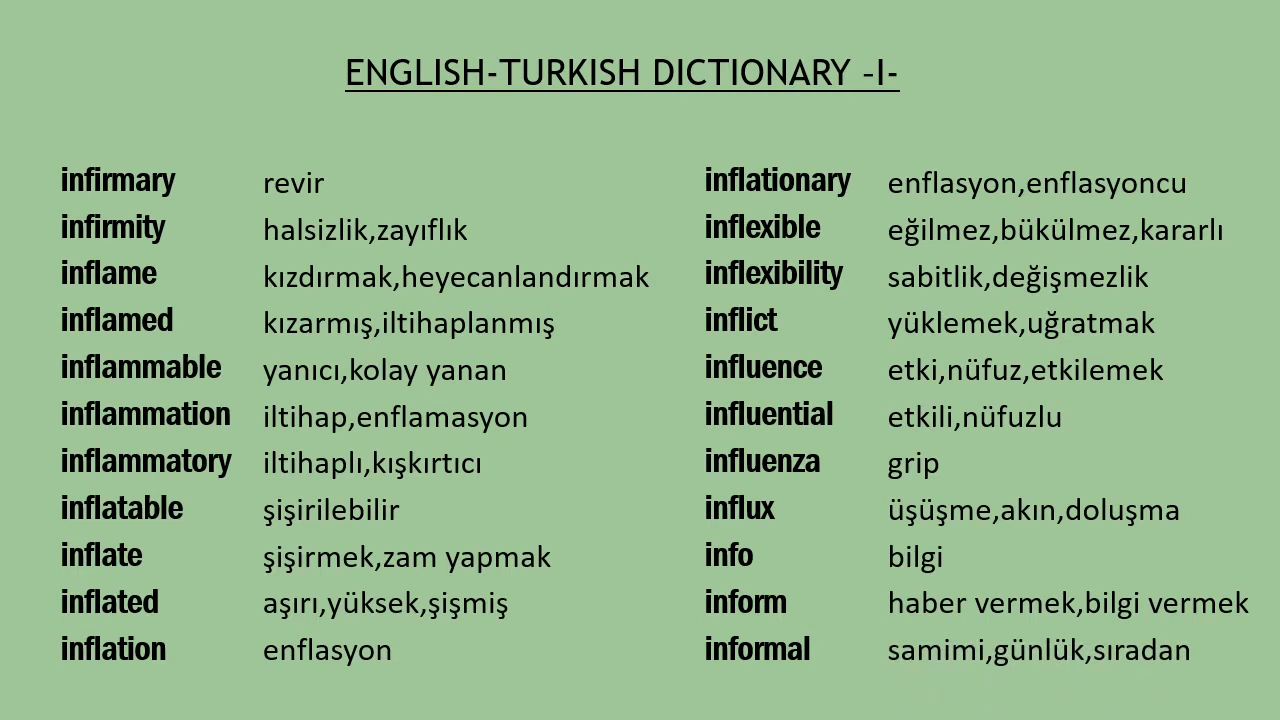 ENGLISH-TURKISH DICTIONARY –I-
infirmary revir
infirmity halsizlik,zayıflık
inflame kızdırmak,heyecanlandırmak
inflamed kızarmış,iltihaplanmış
inflammable yanıcı,kolay yanan
inflammation iltihap,enflamasyon
inflammatory iltihaplı,kışkırtıcı
inflatable şişirilebilir
inflate şişirmek,zam yapmak
inflated aşırı,yüksek,şişmiş
inflation enflasyon
inflationary enflasyon,enflasyoncu
inflexible eğilmez,bükülmez,kararlı
inflexibility sabitlik,değişmezlik
inflict yüklemek,uğratmak
influence etki,nüfuz,etkilemek
influential etkili,nüfuzlu
influenza grip
influx üşüşme,akın,doluşma
info bilgi
inform haber vermek,bilgi vermek
informal samimi,günlük,sıradan